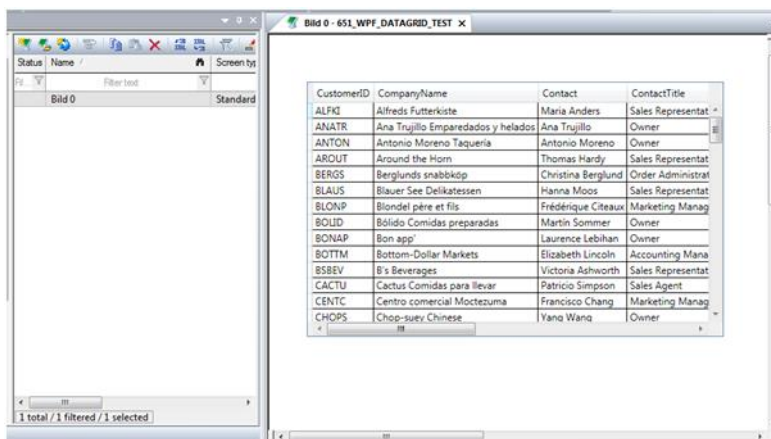 Bild 0 - 651_WPF_DATAGRID_TEST X
Status Name Screen typ
Filter text
Bild 0 Standard
CustomerID CompanyName Contact ContactTitle
ALFKI Alfreds Futterkiste Maria Anders Sales Representat
ANATR Ana Trujillo Emparedados y helados Ana Trujillo Owner
ANTON Antonio Moreno Taquería Antonio Moreno Owner
AROUT Around the Horn Thomas Hardy Sales Representat
BERGS Berglunds snabbköp Christina Berglund Order Administrat
BLAUS Blauer See Delikatessen Hanna Moos Sales Representat
BLONP Blondel père et fils Frédérique Citeaux Marketing Manag
BOLID Bólido Comidas preparadas Martín Sommer Owner
BONAP Bon app' Laurence Lebihan Owner
BOTTM Bottom-Dollar Markets Elizabeth Lincoln Accounting Mana
BSBEV B's Beverages Victoria Ashworth Sales Representat
CACTU Cactus Comidas para llevar Patricio Simpson Sales Agent
CENTC Centro comercial Moctezuma Francisco Chang Marketing Manag
CHOPS Chop-suey Chinese Yang Wang Owner
1 total / 1 filtered / 1 selected